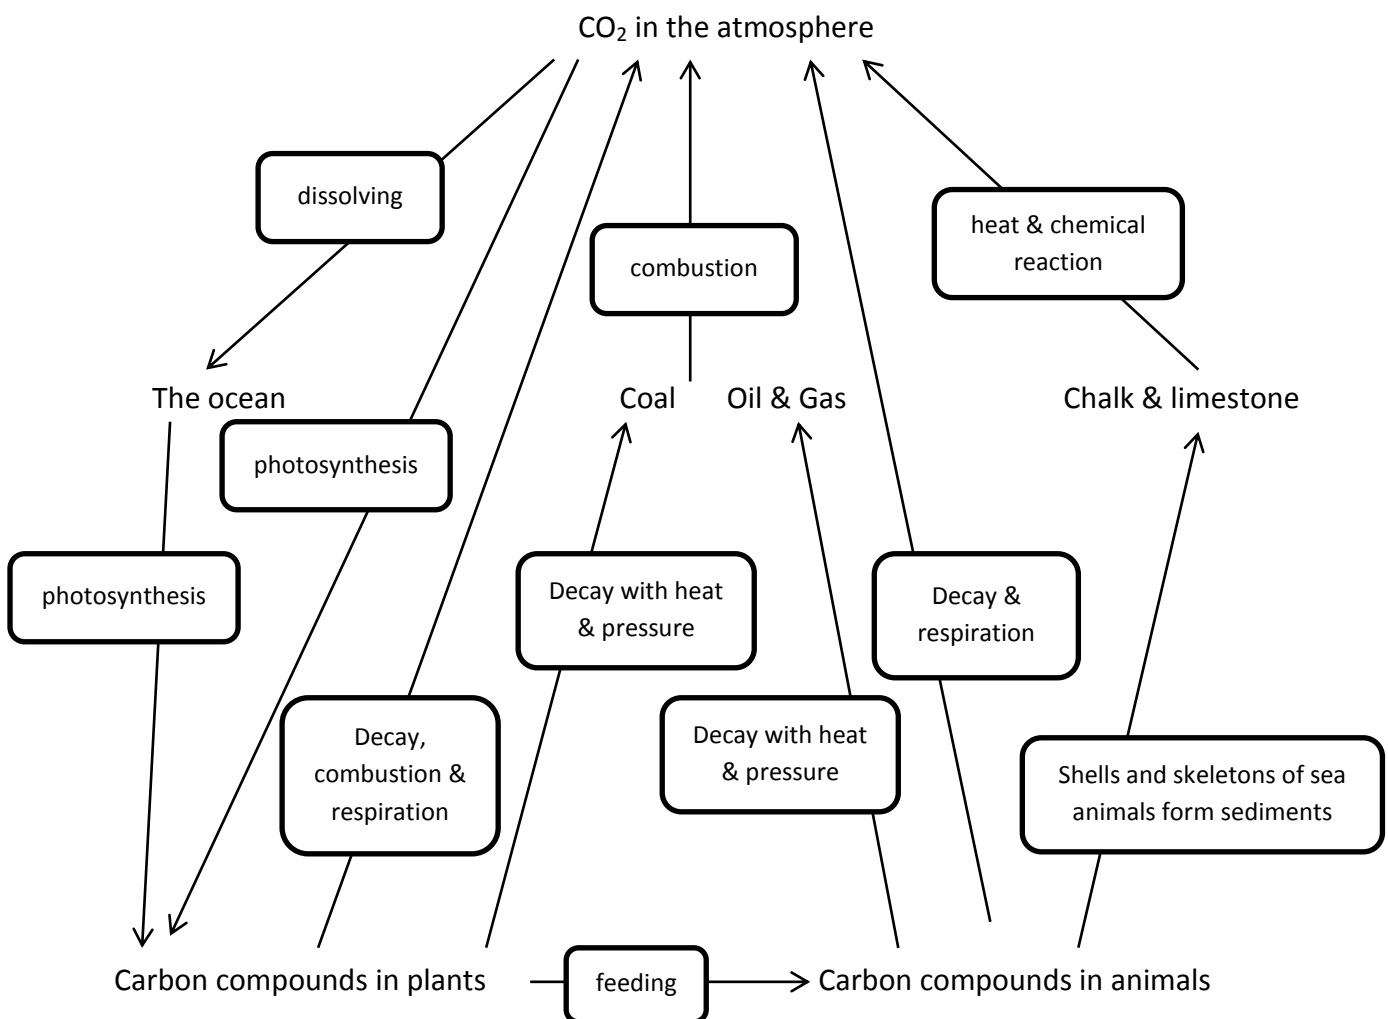 CO₂ in the atmosphere
dissolving
heat & chemical
reaction
combustion
The ocean
Coal
Oil & Gas
Chalk & limestone
photosynthesis
photosynthesis
Decay with heat
& pressure
Decay &
respiration
Decay,
combustion &
respiration
Decay with heat
& pressure
Shells and skeletons of sea
animals form sediments
Carbon compounds in plants
feeding
Carbon compounds in animals